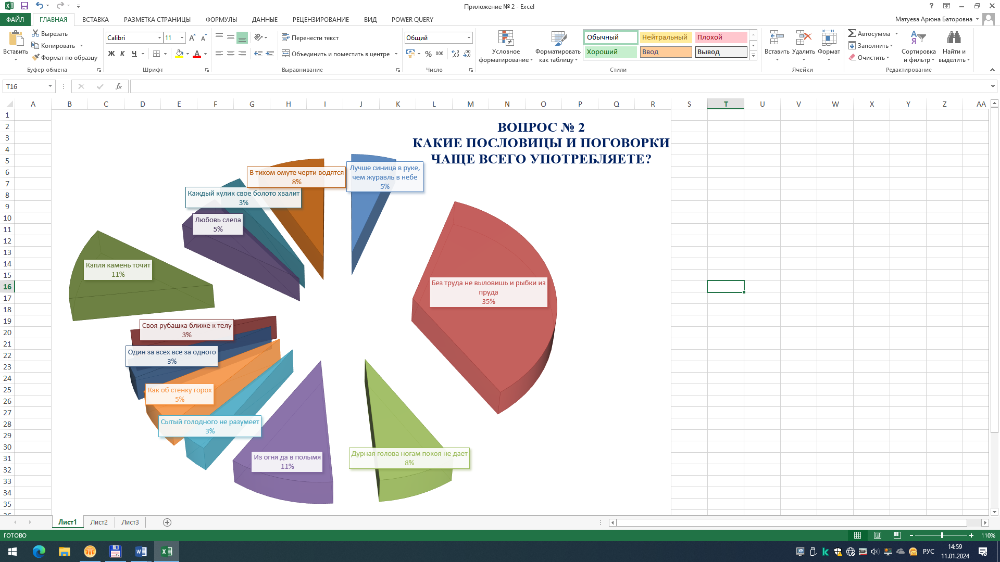 Приложение № 2 - Excel
ФАЙЛ ГЛАВНАЯ ВСТАВКА РАЗМЕТКА СТРАНИЦЫ ФОРМУЛЫ ДАННЫЕ РЕЦЕНЗИРОВАНИЕ ВИД POWER QUERY
Матуева Арюна Баторовна
Вставить
Вырезать
Копировать
Формат по образцу
Буфер обмена
Calibri 11
Ж К Ч
Шрифт
Перенести текст
Объединить и поместить в центре
Выравнивание
Общий
% 000
Число
Условное
форматирование
Форматировать
как таблицу
Обычный Нейтральный Плохой
Хороший Ввод Вывод
Стили
Вставить Удалить Формат
Ячейки
Автосумма
Заполнить
Очистить
Сортировка
и фильтр
Найти и
выделить
Редактирование
T16
fx
A B C D E F G H I J K L M N O P Q R S T U V W X Y Z AA
1
2
3
4
5
6
7
8
9
10
11
12
13
14
15
16
17
18
19
20
21
22
23
24
25
26
27
28
29
30
31
32
33
34
35
ВОПРОС № 2
КАКИЕ ПОСЛОВИЦЫ И ПОГОВОРКИ
ЧАЩЕ ВСЕГО УПОТРЕБЛЯЕТЕ?
В тихом омуте черти водятся
8%
Лучше синица в руке,
чем журавль в небе
5%
Каждый кулик свое болото хвалит
3%
Любовь слепа
5%
Капля камень точит
11%
Без труда не выловишь и рыбки из
пруда
35%
Своя рубашка ближе к телу
3%
Один за всех все за одного
3%
Как об стенку горох
5%
Сытый голодного не разумеет
3%
Из огня да в полымя
11%
Дурная голова ногам покоя не дает
8%
Лист1 Лист2 Лист3
ГОТОВО
110%
РУС
14:59
11.01.2024